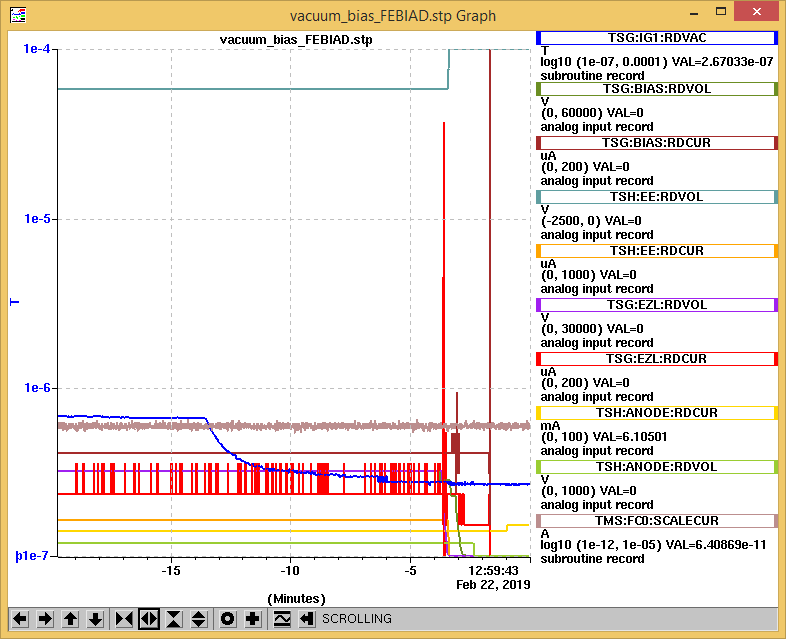 vacuum_bias_FEBIAD.stp Graph
vacuum_bias_FEBIAD.stp
1e-4
1e-5
T
1e-6
1e-7
-15
-10
-5
12:59:43
Feb 22, 2019
(Minutes)
TSG:IG1:RDVAC
T
log10 (1e-07, 0.0001) VAL=2.67033e-07
subroutine record
TSG:BIAS:RDVOL
V
(0, 60000) VAL=0
analog input record
TSG:BIAS:RDCUR
uA
(0, 200) VAL=0
analog input record
TSH:EE:RDVOL
V
(-2500, 0) VAL=0
analog input record
TSH:EE:RDCUR
uA
(0, 1000) VAL=0
analog input record
TSG:EZL:RDVOL
V
(0, 30000) VAL=0
analog input record
TSG:EZL:RDCUR
uA
(0, 200) VAL=0
analog input record
TSH:ANODE:RDCUR
mA
(0, 100) VAL=6.10501
analog input record
TSH:ANODE:RDVOL
V
(0, 1000) VAL=0
analog input record
TMS:FC0:SCALECUR
A
log10 (1e-12, 1e-05) VAL=6.40869e-11
subroutine record
SCROLLING